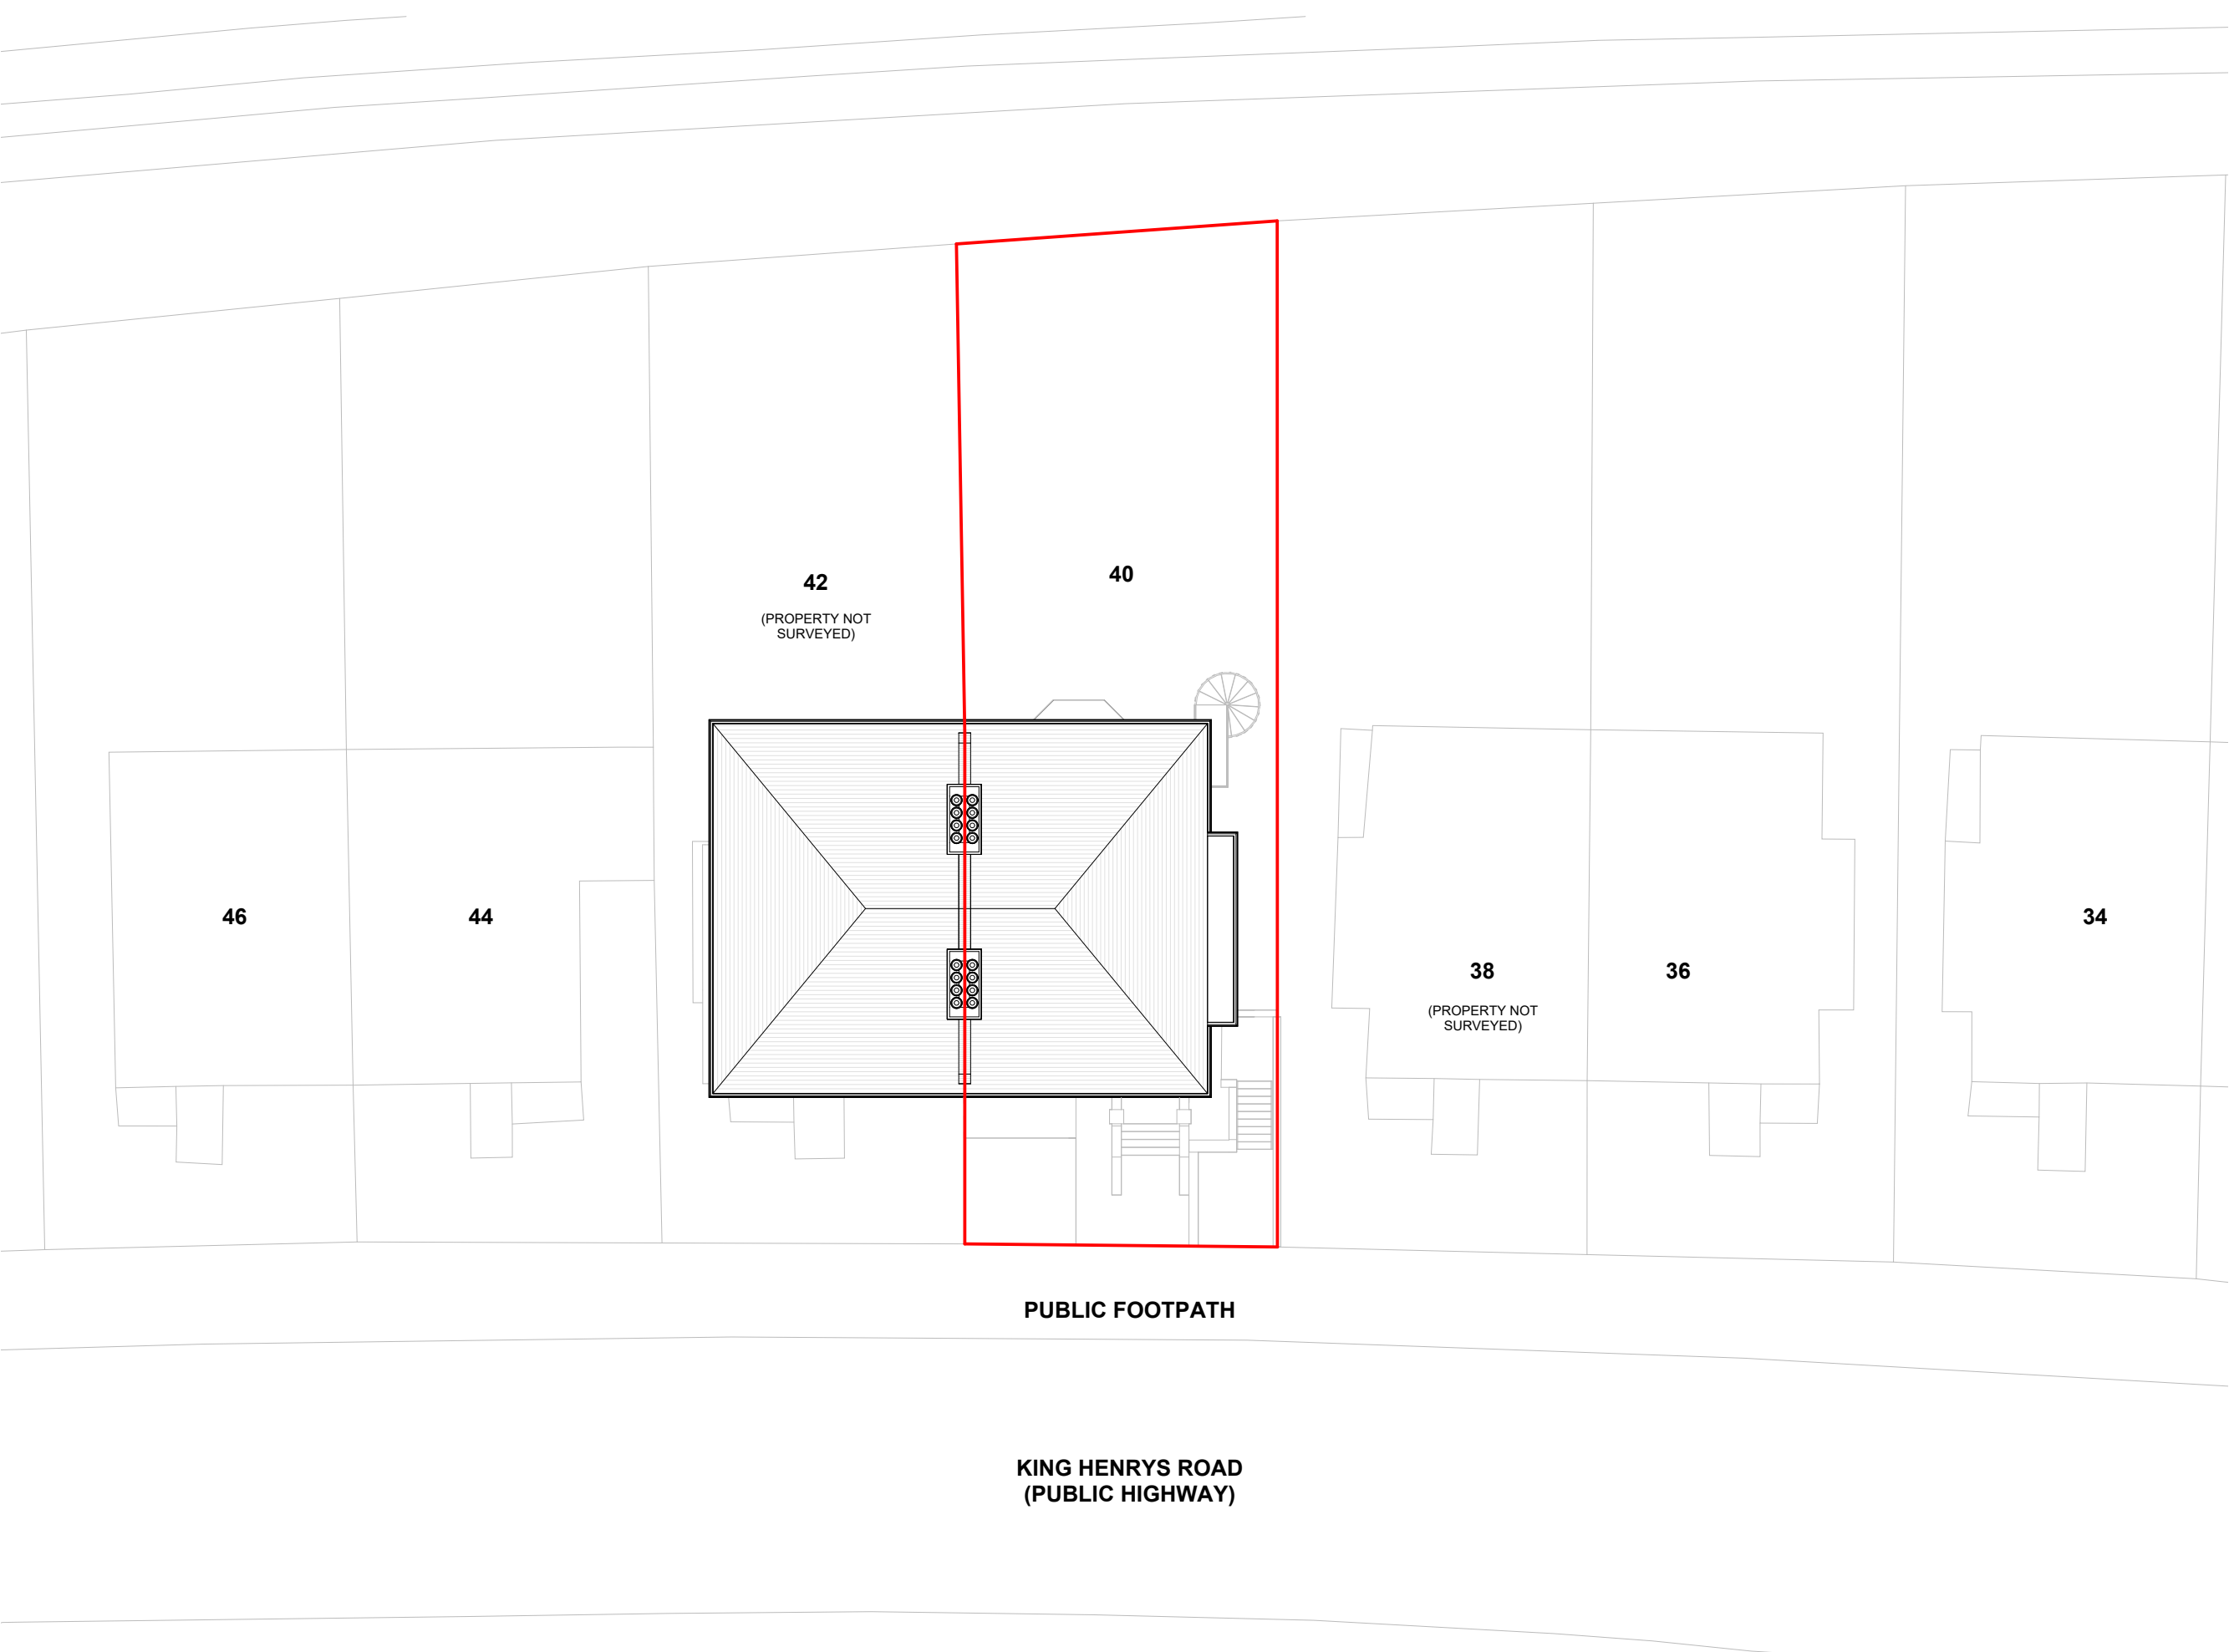 42
(PROPERTY NOT
SURVEYED)
40
46
44
38
(PROPERTY NOT
SURVEYED)
36
34
PUBLIC FOOTPATH
KING HENRYS ROAD
(PUBLIC HIGHWAY)